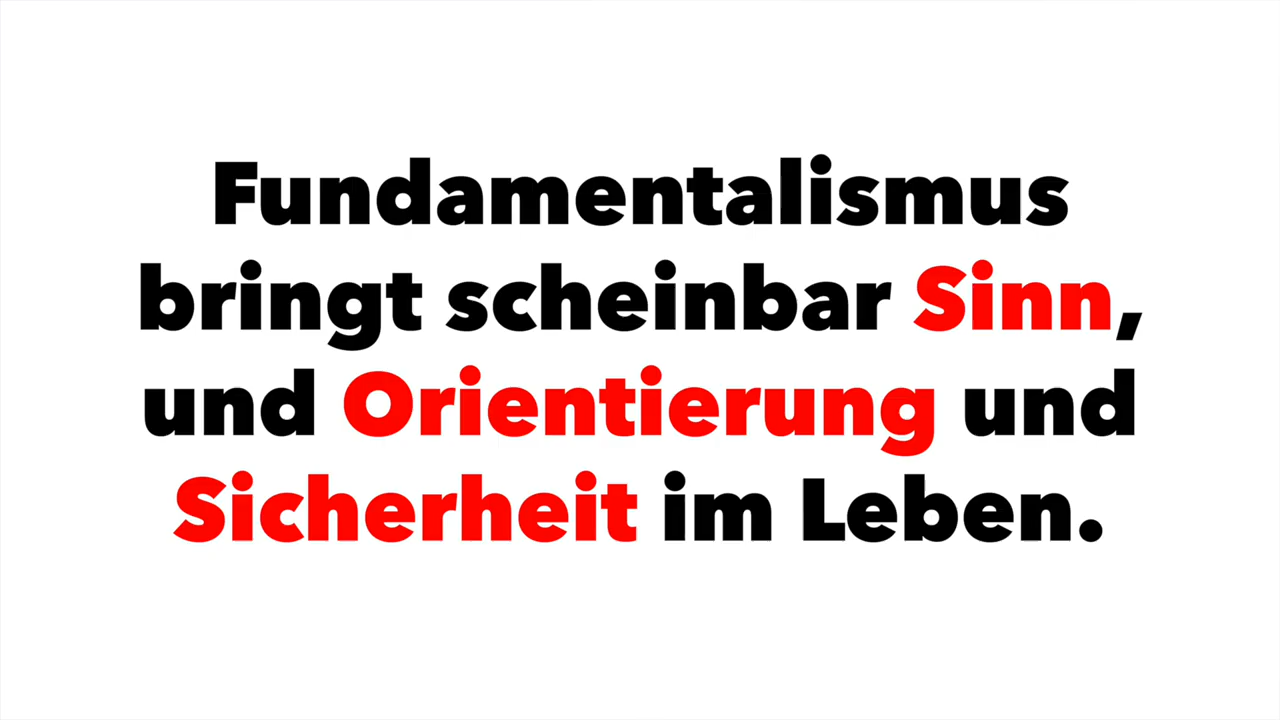 Fundamentalismus
bringt scheinbar Sinn,
und Orientierung und
Sicherheit im Leben.